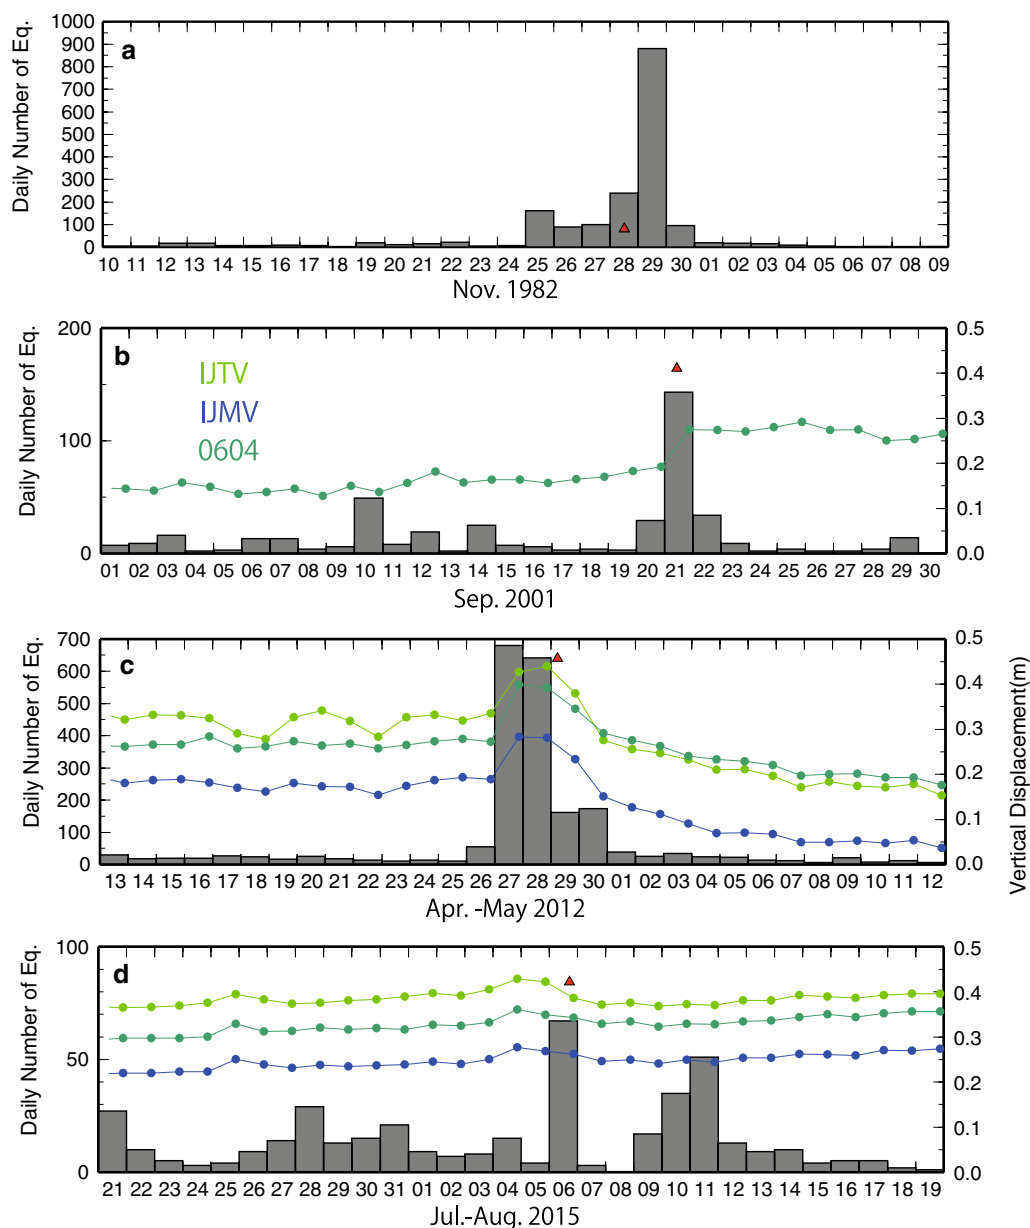 a
Daily Number of Eq.
1000
900
800
700
600
500
400
300
200
100
0
10 11 12 13 14 15 16 17 18 19 20 21 22 23 24 25 26 27 28 29 30 01 02 03 04 05 06 07 08 09
Nov. 1982
b
Daily Number of Eq.
200
100
0
IJTV
IJMV
0604
0.5
0.4
0.3
0.2
0.1
0.0
01 02 03 04 05 06 07 08 09 10 11 12 13 14 15 16 17 18 19 20 21 22 23 24 25 26 27 28 29 30
Sep. 2001
c
Daily Number of Eq.
700
600
500
400
300
200
100
0
0.5
0.4
0.3
0.2
0.1
0.0
Vertical Displacement(m)
13 14 15 16 17 18 19 20 21 22 23 24 25 26 27 28 29 30 01 02 03 04 05 06 07 08 09 10 11 12
Apr. -May 2012
d
Daily Number of Eq.
100
50
0
0.5
0.4
0.3
0.2
0.1
0.0
21 22 23 24 25 26 27 28 29 30 31 01 02 03 04 05 06 07 08 09 10 11 12 13 14 15 16 17 18 19
Jul.-Aug. 2015